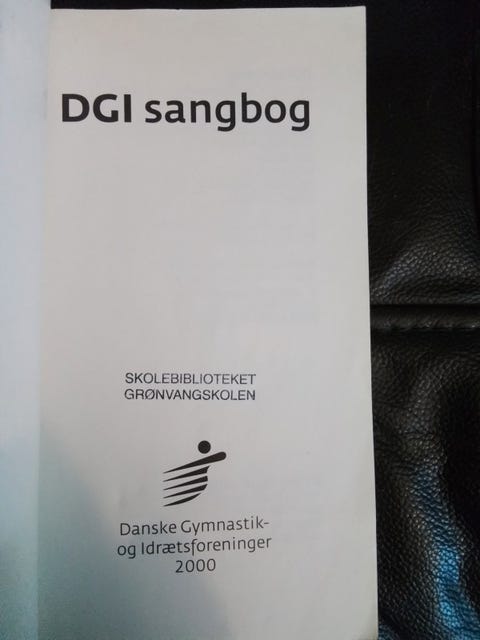 DGI sangbog
SKOLEBIBLIOTEKET
GRØNVANGSKOLEN
Danske Gymnastik-
og Idrætsforeninger
2000